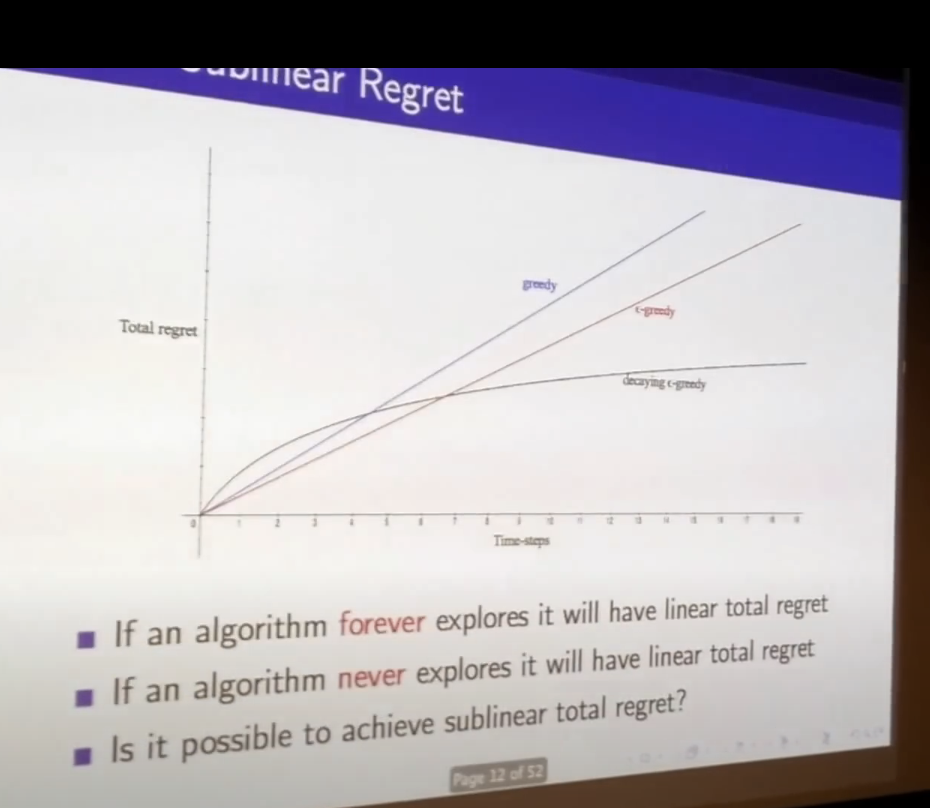 Sublinear Regret
greedy
ϵ-greedy
Total regret
decaying ϵ-greedy
0 1 2 3 4 5 6 7 8 9 10 11 12 13 14 15 16 17 18 19
Time-steps
If an algorithm forever explores it will have linear total regret
If an algorithm never explores it will have linear total regret
Is it possible to achieve sublinear total regret?
Page 12 of 52